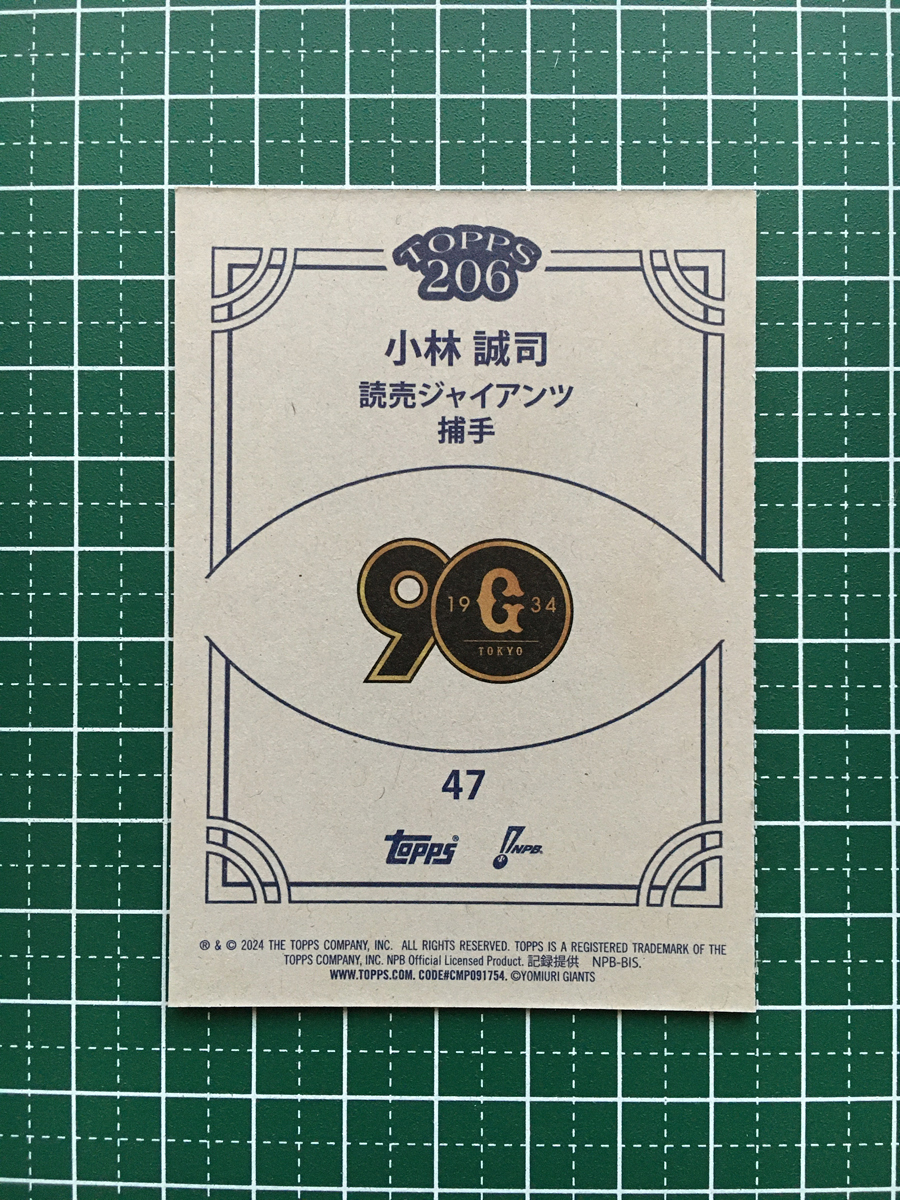 TOPPS
206
小林 誠司
読売ジャイアンツ
捕手
90
19 G 34
TOKYO
47
topps® NPB.
® & © 2024 THE TOPPS COMPANY, INC. ALL RIGHTS RESERVED. TOPPS IS A REGISTERED TRADEMARK OF THE
TOPPS COMPANY, INC. NPB Official Licensed Product. 記録提供 NPB-BIS.
WWW.TOPPS.COM. CODE#CMP091754. ©YOMIURI GIANTS